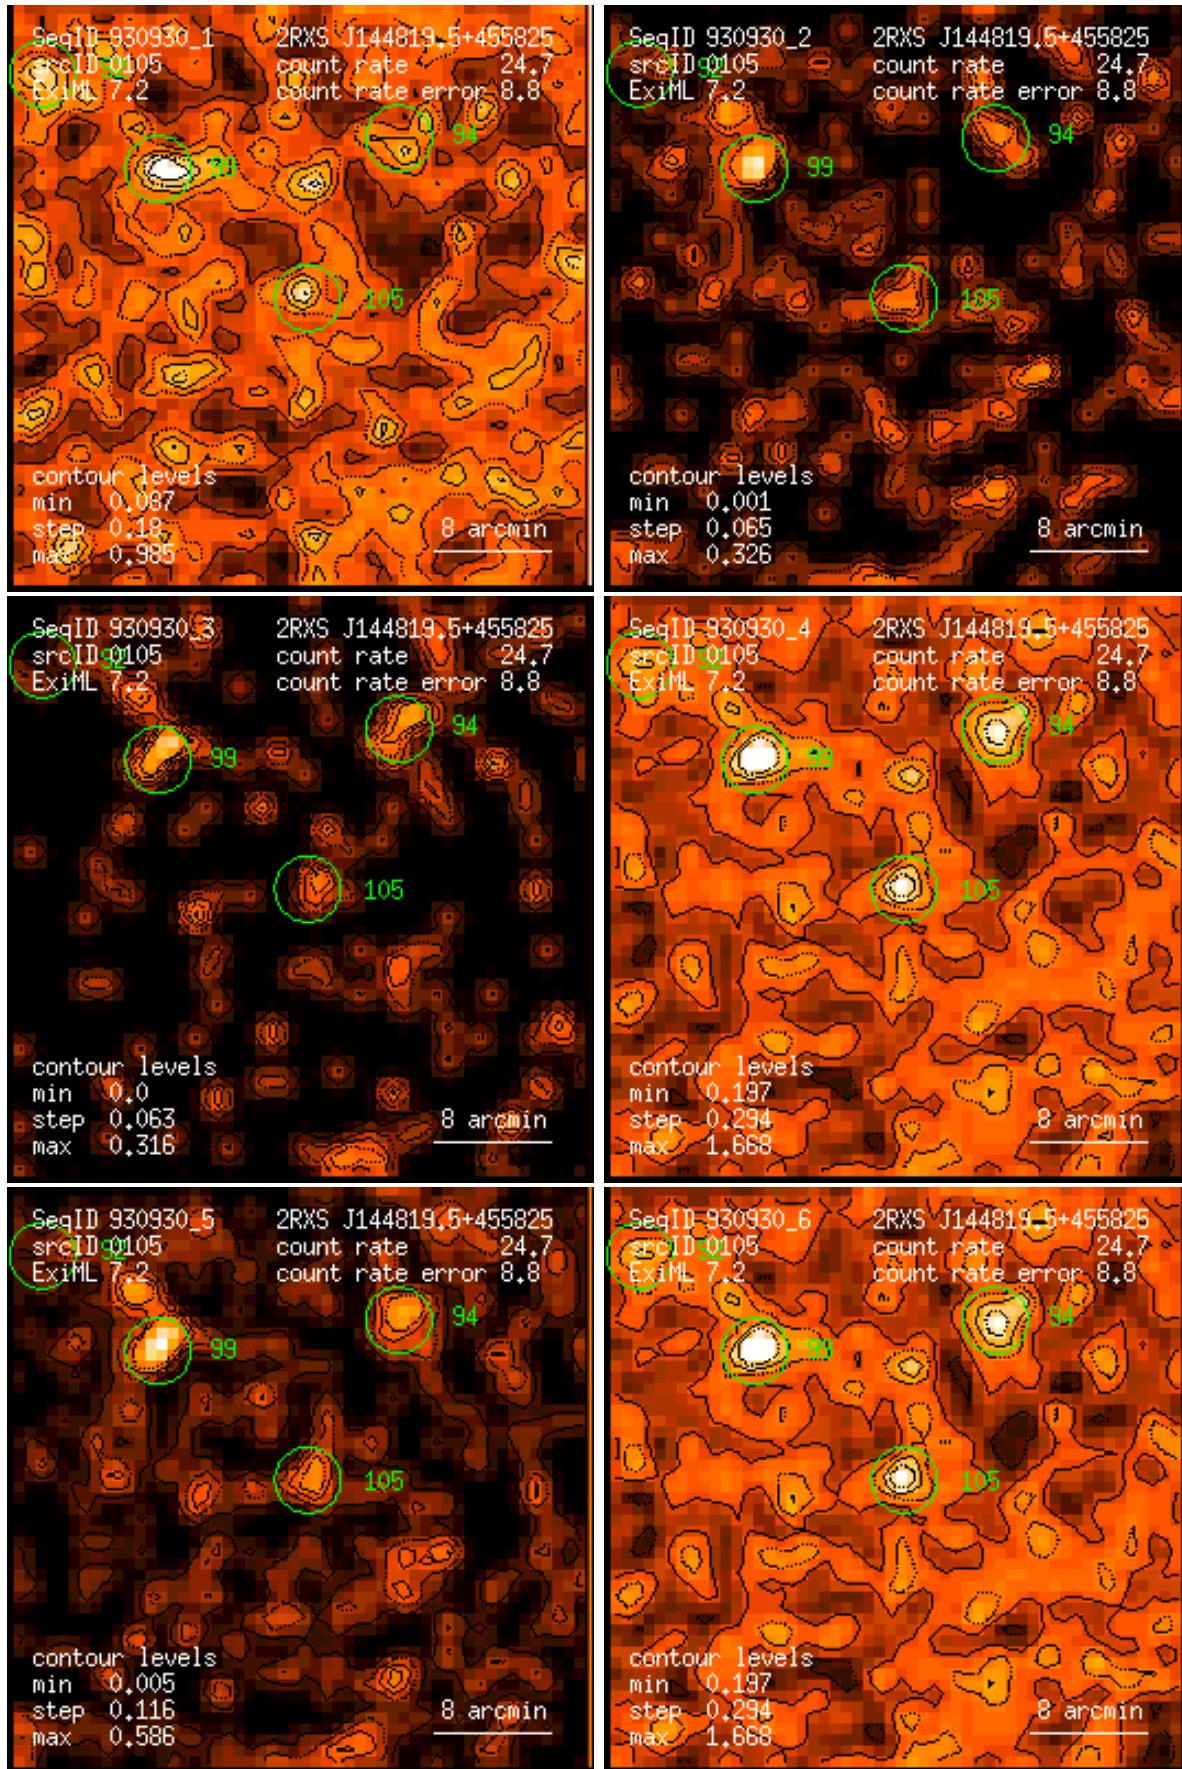 SeqID 930930_1 2RXS J144819.5+455825
srcID 0105 92 count rate 24.7
ExiML 7.2 count rate error 8.8
94
99
105
contour levels
min 0.087
step 0.18 8 arcmin
max 0.985
SeqID 930930_2 2RXS J144819.5+455825
srcID 0105 92 count rate 24.7
ExiML 7.2 count rate error 8.8
94
99
105
contour levels
min 0.001
step 0.065 8 arcmin
max 0.326
SeqID 930930_3 2RXS J144819.5+455825
srcID 0105 92 count rate 24.7
ExiML 7.2 count rate error 8.8
94
99
105
contour levels
min 0.0
step 0.063 8 arcmin
max 0.316
SeqID 930930_4 2RXS J144819.5+455825
srcID 0105 92 count rate 24.7
ExiML 7.2 count rate error 8.8
94
99
105
contour levels
min 0.197
step 0.294 8 arcmin
max 1.668
SeqID 930930_5 2RXS J144819.5+455825
srcID 0105 92 count rate 24.7
ExiML 7.2 count rate error 8.8
94
99
105
contour levels
min 0.005
step 0.116 8 arcmin
max 0.586
SeqID 930930_6 2RXS J144819.5+455825
srcID 0105 92 count rate 24.7
ExiML 7.2 count rate error 8.8
94
99
105
contour levels
min 0.197
step 0.294 8 arcmin
max 1.668